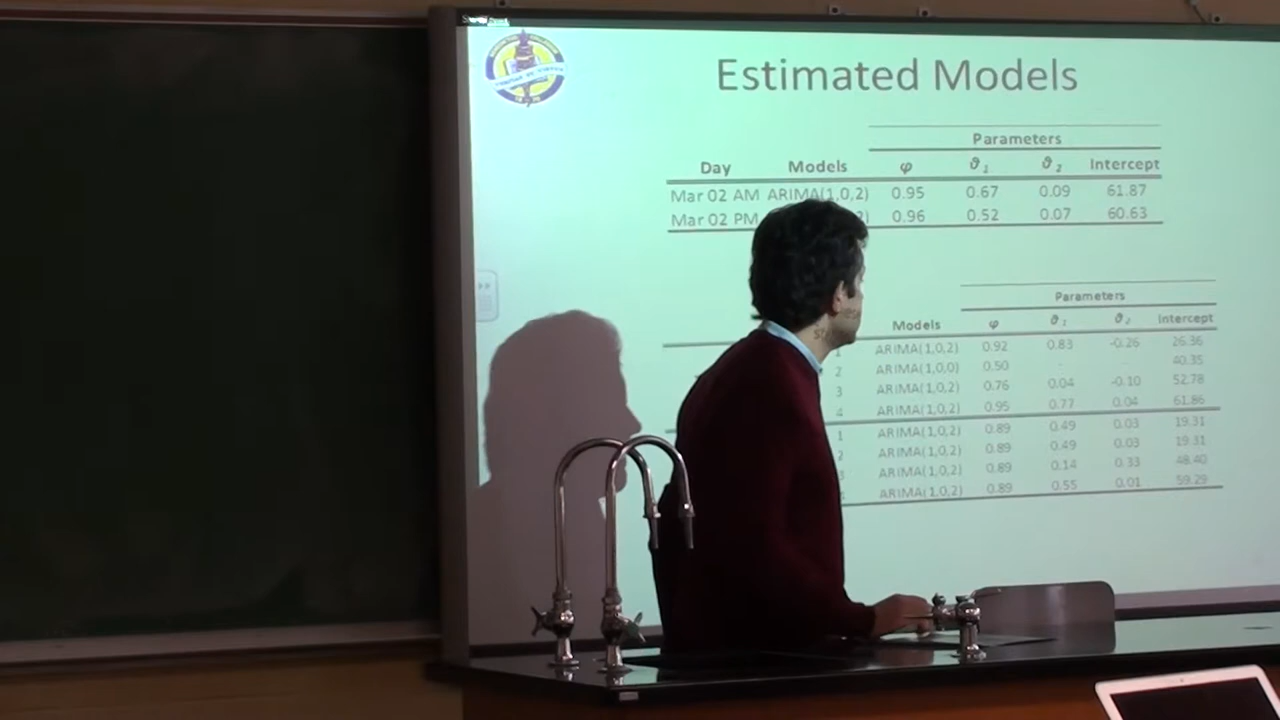 Estimated Models
Parameters
Day Models φ ϑ1 ϑ2 Intercept
Mar 02 AM ARIMA(1,0,2) 0.95 0.67 0.09 61.87
Mar 02 PM 2) 0.96 0.52 0.07 60.63
Parameters
Models φ ϑ1 ϑ2 Intercept
1 ARIMA(1,0,2) 0.92 0.83 -0.26 26.36
2 ARIMA(1,0,0) 0.50 - - 40.35
3 ARIMA(1,0,2) 0.76 0.04 -0.10 52.78
4 ARIMA(1,0,2) 0.95 0.77 0.04 61.86
1 ARIMA(1,0,2) 0.89 0.49 0.03 19.31
2 ARIMA(1,0,2) 0.89 0.49 0.03 19.31
3 ARIMA(1,0,2) 0.89 0.14 0.33 48.40
ARIMA(1,0,2) 0.89 0.55 0.01 59.29